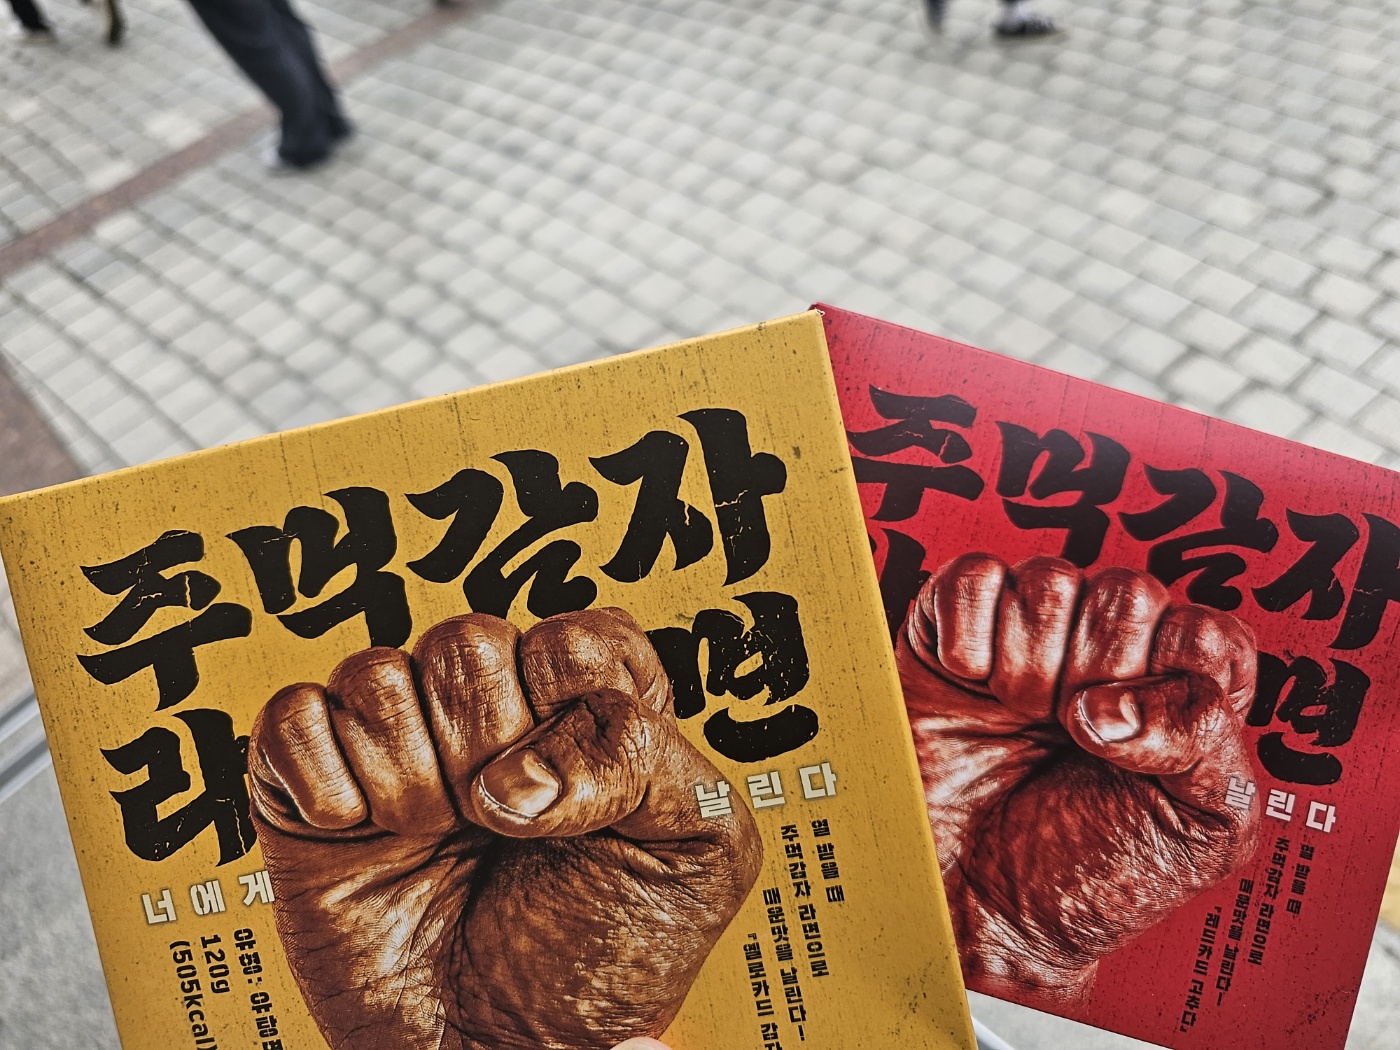 주먹감자
라면
날린다
너에게
열 받을 때
주먹감자 라면으로
매운맛을 날린다!
『옐로카드 감자
120g
(505kcal)
주먹감자
면
날린다
열 받을 때
주먹감자 라면으로
매운맛을 날린다!
『레드카드 고추다』